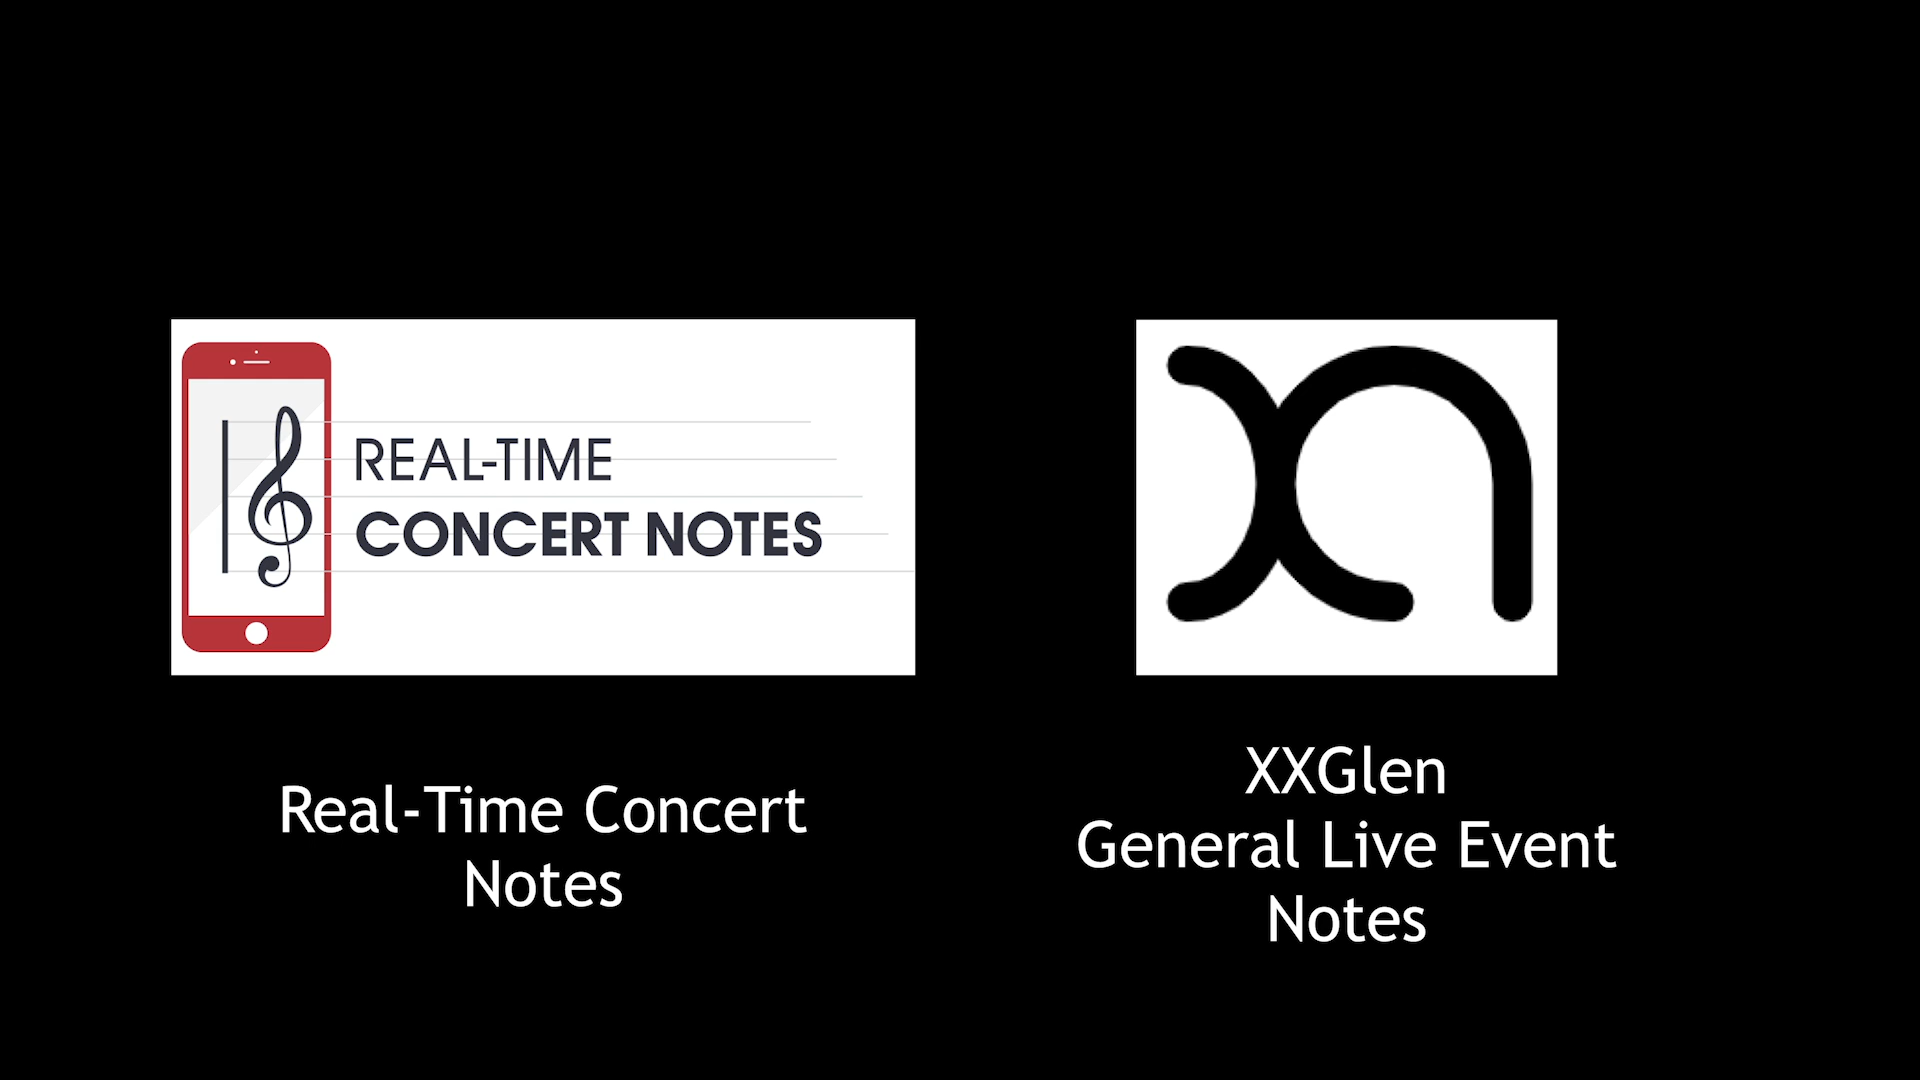 REAL-TIME
CONCERT NOTES
Real-Time Concert
Notes
XXGlen
General Live Event
Notes